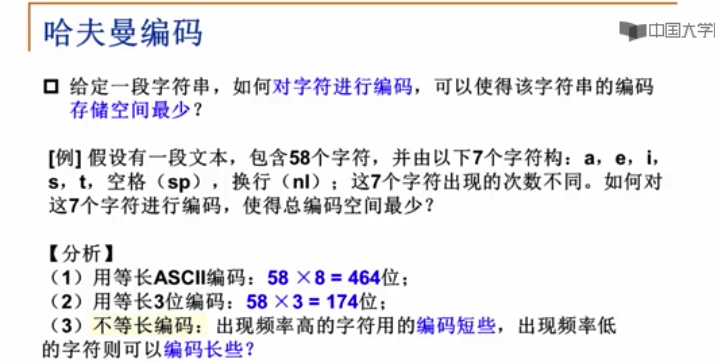 哈夫曼编码
中国大学
给定一段字符串，如何对字符进行编码，可以使得该字符串的编码
存储空间最少？
[例] 假设有一段文本，包含58个字符，并由以下7个字符构：a，e，i，
s，t，空格（sp），换行（nl）；这7个字符出现的次数不同。如何对
这7个字符进行编码，使得总编码空间最少？
【分析】
（1）用等长ASCII编码：58 ×8 = 464位；
（2）用等长3位编码：58 ×3 = 174位；
（3）不等长编码：出现频率高的字符用的编码短些，出现频率低
的字符则可以编码长些？